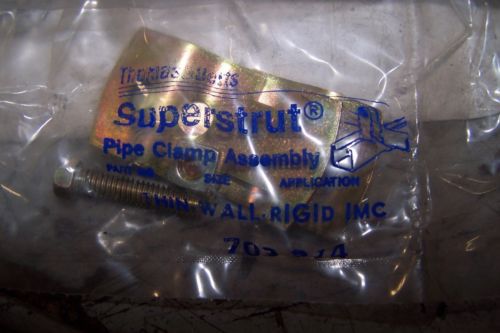 Thomas & Betts
Superstrut®
Pipe Clamp Assembly
PART NO. SIZE APPLICATION
THIN-WALL-RIGID IMC